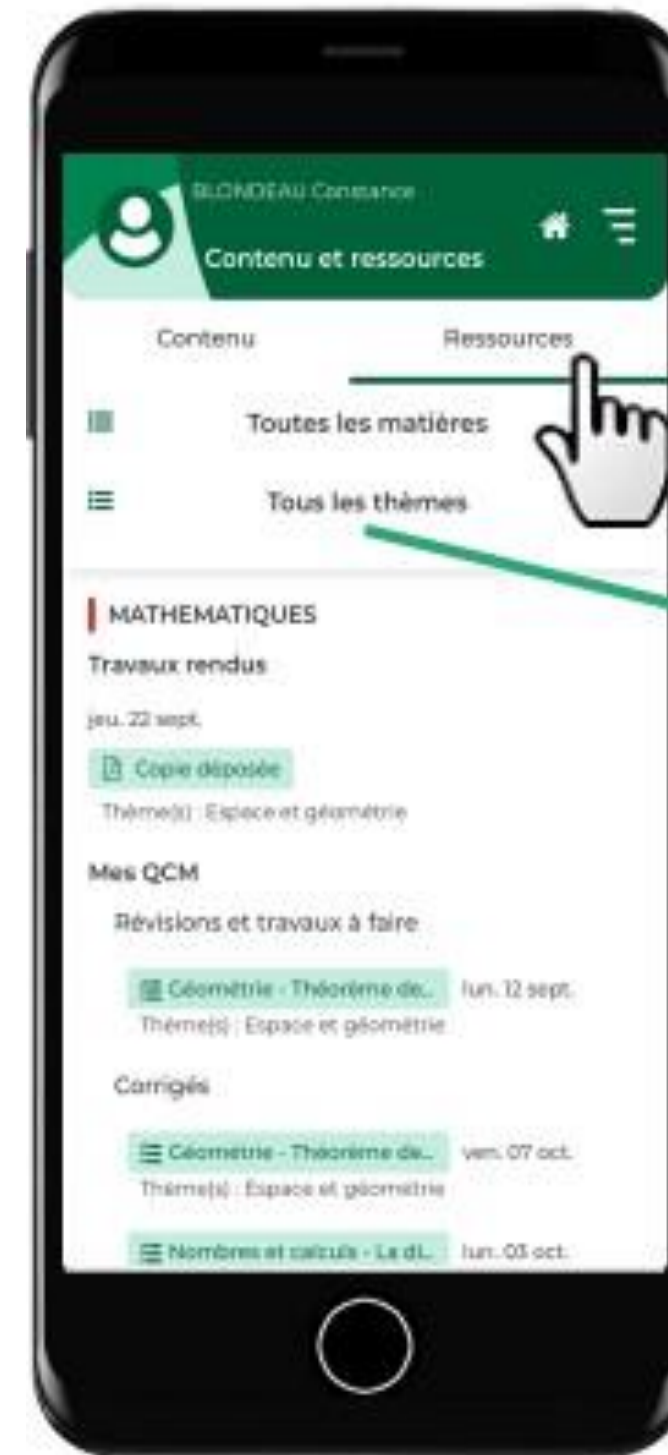 BLONDEAU Constance
Contenu et ressources
Contenu Ressources
Toutes les matières
Tous les thèmes
MATHEMATIQUES
Travaux rendus
jeu. 22 sept.
Copie déposée
Thème(s) : Espace et géométrie
Mes QCM
Révisions et travaux à faire
Géométrie - Théorème de... lun. 12 sept.
Thème(s) : Espace et géométrie
Corrigés
Géométrie - Théorème de... ven. 07 oct.
Thème(s) : Espace et géométrie
Nombres et calculs - La di... lun. 03 oct.